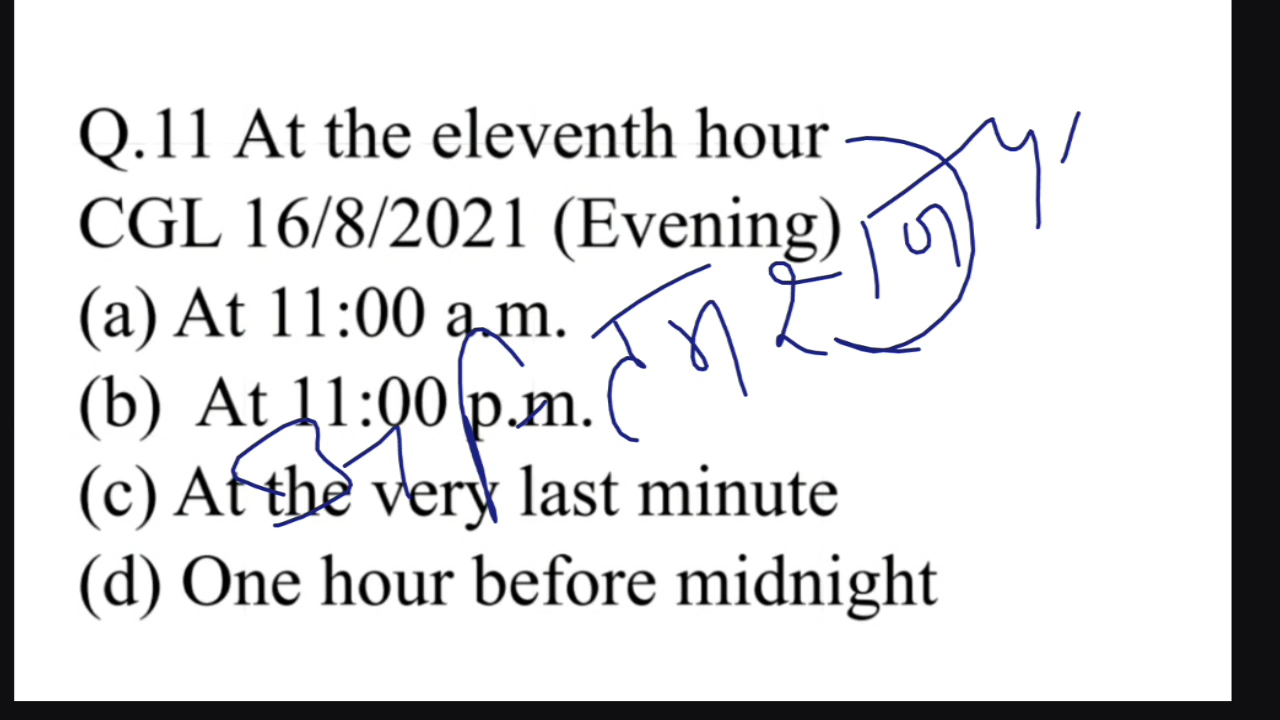 Q.11 At the eleventh hour
CGL 16/8/2021 (Evening)
(a) At 11:00 a.m.
(b) At 11:00 p.m.
(c) At the very last minute
(d) One hour before midnight